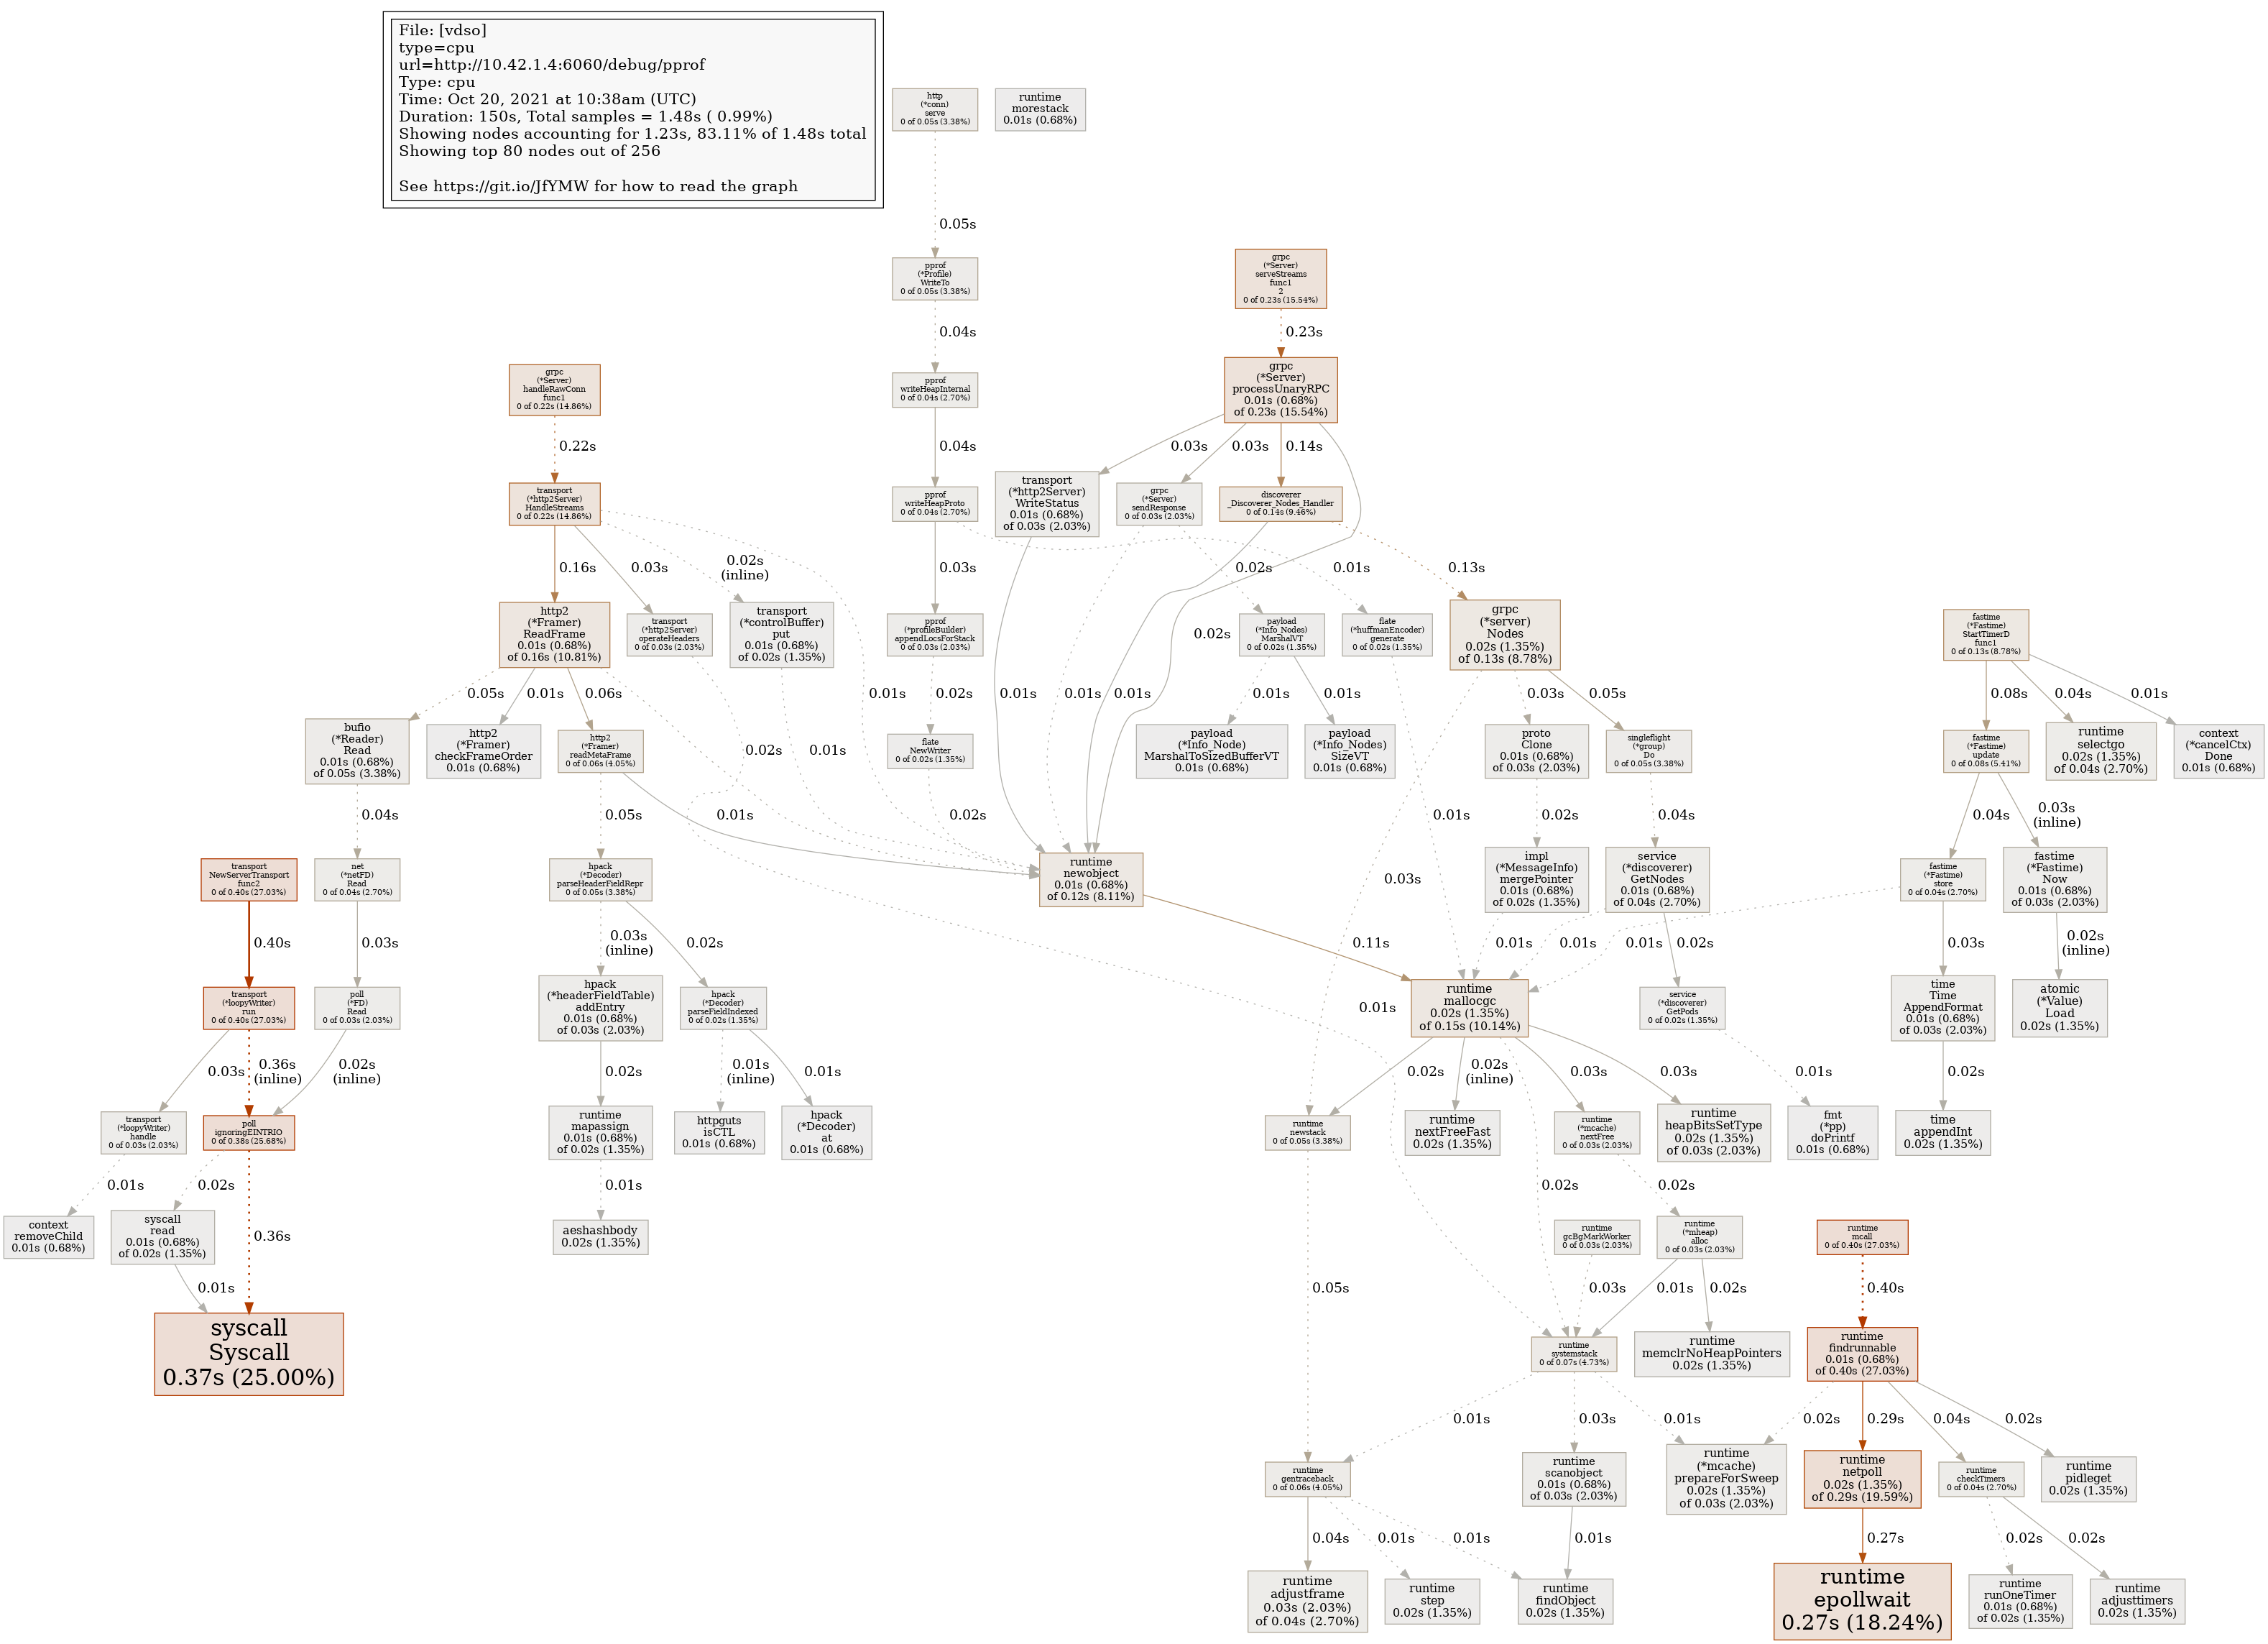 File: [vdso]
type=cpu
url=http://10.42.1.4:6060/debug/pprof
Type: cpu
Time: Oct 20, 2021 at 10:38am (UTC)
Duration: 150s, Total samples = 1.48s ( 0.99%)
Showing nodes accounting for 1.23s, 83.11% of 1.48s total
Showing top 80 nodes out of 256
See https://git.io/JfYMW for how to read the graph
http
(*conn)
serve
0 of 0.05s (3.38%)
runtime
morestack
0.01s (0.68%)
0.05s
pprof
(*Profile)
WriteTo
0 of 0.05s (3.38%)
grpc
(*Server)
serveStreams
func1
2
0 of 0.23s (15.54%)
0.04s
0.23s
grpc
(*Server)
handleRawConn
func1
0 of 0.22s (14.86%)
pprof
writeHeapInternal
0 of 0.04s (2.70%)
grpc
(*Server)
processUnaryRPC
0.01s (0.68%)
of 0.23s (15.54%)
0.22s
0.04s
0.03s
0.03s
0.14s
transport
(*http2Server)
HandleStreams
0 of 0.22s (14.86%)
pprof
writeHeapProto
0 of 0.04s (2.70%)
transport
(*http2Server)
WriteStatus
0.01s (0.68%)
of 0.03s (2.03%)
grpc
(*Server)
sendResponse
0 of 0.03s (2.03%)
discoverer
_Discoverer_Nodes_Handler
0 of 0.14s (9.46%)
0.16s
0.03s
0.02s
(inline)
0.03s
0.02s
0.01s
0.13s
http2
(*Framer)
ReadFrame
0.01s (0.68%)
of 0.16s (10.81%)
transport
(*http2Server)
operateHeaders
0 of 0.03s (2.03%)
transport
(*controlBuffer)
put
0.01s (0.68%)
of 0.02s (1.35%)
pprof
(*profileBuilder)
appendLocsForStack
0 of 0.03s (2.03%)
0.02s
payload
(*Info_Nodes)
MarshalVT
0 of 0.02s (1.35%)
flate
(*huffmanEncoder)
generate
0 of 0.02s (1.35%)
grpc
(*server)
Nodes
0.02s (1.35%)
of 0.13s (8.78%)
fastime
(*Fastime)
StartTimerD
func1
0 of 0.13s (8.78%)
0.05s
0.01s
0.06s
0.02s
0.01s
0.01s
0.02s
0.01s
0.01s
0.01s
0.01s
0.01s
0.03s
0.05s
0.08s
0.04s
0.01s
bufio
(*Reader)
Read
0.01s (0.68%)
of 0.05s (3.38%)
http2
(*Framer)
checkFrameOrder
0.01s (0.68%)
http2
(*Framer)
readMetaFrame
0 of 0.06s (4.05%)
flate
NewWriter
0 of 0.02s (1.35%)
payload
(*Info_Node)
MarshalToSizedBufferVT
0.01s (0.68%)
payload
(*Info_Nodes)
SizeVT
0.01s (0.68%)
proto
Clone
0.01s (0.68%)
of 0.03s (2.03%)
singleflight
(*group)
Do
0 of 0.05s (3.38%)
fastime
(*Fastime)
update
0 of 0.08s (5.41%)
runtime
selectgo
0.02s (1.35%)
of 0.04s (2.70%)
context
(*cancelCtx)
Done
0.01s (0.68%)
0.04s
0.05s
0.01s
0.02s
0.01s
0.02s
0.04s
0.04s
0.03s
(inline)
transport
NewServerTransport
func2
0 of 0.40s (27.03%)
net
(*netFD)
Read
0 of 0.04s (2.70%)
hpack
(*Decoder)
parseHeaderFieldRepr
0 of 0.05s (3.38%)
runtime
newobject
0.01s (0.68%)
of 0.12s (8.11%)
0.03s
impl
(*MessageInfo)
mergePointer
0.01s (0.68%)
of 0.02s (1.35%)
service
(*discoverer)
GetNodes
0.01s (0.68%)
of 0.04s (2.70%)
fastime
(*Fastime)
store
0 of 0.04s (2.70%)
fastime
(*Fastime)
Now
0.01s (0.68%)
of 0.03s (2.03%)
0.40s
0.03s
0.03s
(inline)
0.02s
0.11s
0.01s
0.01s
0.02s
0.01s
0.03s
0.02s
(inline)
transport
(*loopyWriter)
run
0 of 0.40s (27.03%)
poll
(*FD)
Read
0 of 0.03s (2.03%)
hpack
(*headerFieldTable)
addEntry
0.01s (0.68%)
of 0.03s (2.03%)
hpack
(*Decoder)
parseFieldIndexed
0 of 0.02s (1.35%)
0.01s
runtime
mallocgc
0.02s (1.35%)
of 0.15s (10.14%)
service
(*discoverer)
GetPods
0 of 0.02s (1.35%)
time
Time
AppendFormat
0.01s (0.68%)
of 0.03s (2.03%)
atomic
(*Value)
Load
0.02s (1.35%)
0.03s
0.36s
(inline)
0.02s
(inline)
0.02s
0.01s
(inline)
0.01s
0.02s
0.02s
(inline)
0.03s
0.03s
0.01s
0.02s
transport
(*loopyWriter)
handle
0 of 0.03s (2.03%)
poll
ignoringEINTRIO
0 of 0.38s (25.68%)
runtime
mapassign
0.01s (0.68%)
of 0.02s (1.35%)
httpguts
isCTL
0.01s (0.68%)
hpack
(*Decoder)
at
0.01s (0.68%)
runtime
newstack
0 of 0.05s (3.38%)
runtime
nextFreeFast
0.02s (1.35%)
runtime
(*mcache)
nextFree
0 of 0.03s (2.03%)
runtime
heapBitsSetType
0.02s (1.35%)
of 0.03s (2.03%)
fmt
(*pp)
doPrintf
0.01s (0.68%)
time
appendInt
0.02s (1.35%)
0.01s
0.02s
0.36s
0.01s
0.02s
0.02s
context
removeChild
0.01s (0.68%)
syscall
read
0.01s (0.68%)
of 0.02s (1.35%)
aeshashbody
0.02s (1.35%)
runtime
gcBgMarkWorker
0 of 0.03s (2.03%)
runtime
(*mheap)
alloc
0 of 0.03s (2.03%)
runtime
mcall
0 of 0.40s (27.03%)
0.01s
0.05s
0.03s
0.01s
0.02s
0.40s
syscall
Syscall
0.37s (25.00%)
runtime
systemstack
0 of 0.07s (4.73%)
runtime
memclrNoHeapPointers
0.02s (1.35%)
runtime
findrunnable
0.01s (0.68%)
of 0.40s (27.03%)
0.01s
0.03s
0.01s
0.02s
0.29s
0.04s
0.02s
runtime
gentraceback
0 of 0.06s (4.05%)
runtime
scanobject
0.01s (0.68%)
of 0.03s (2.03%)
runtime
(*mcache)
prepareForSweep
0.02s (1.35%)
of 0.03s (2.03%)
runtime
netpoll
0.02s (1.35%)
of 0.29s (19.59%)
runtime
checkTimers
0 of 0.04s (2.70%)
runtime
pidleget
0.02s (1.35%)
0.04s
0.01s
0.01s
0.01s
0.27s
0.02s
0.02s
runtime
adjustframe
0.03s (2.03%)
of 0.04s (2.70%)
runtime
step
0.02s (1.35%)
runtime
findObject
0.02s (1.35%)
runtime
epollwait
0.27s (18.24%)
runtime
runOneTimer
0.01s (0.68%)
of 0.02s (1.35%)
runtime
adjusttimers
0.02s (1.35%)